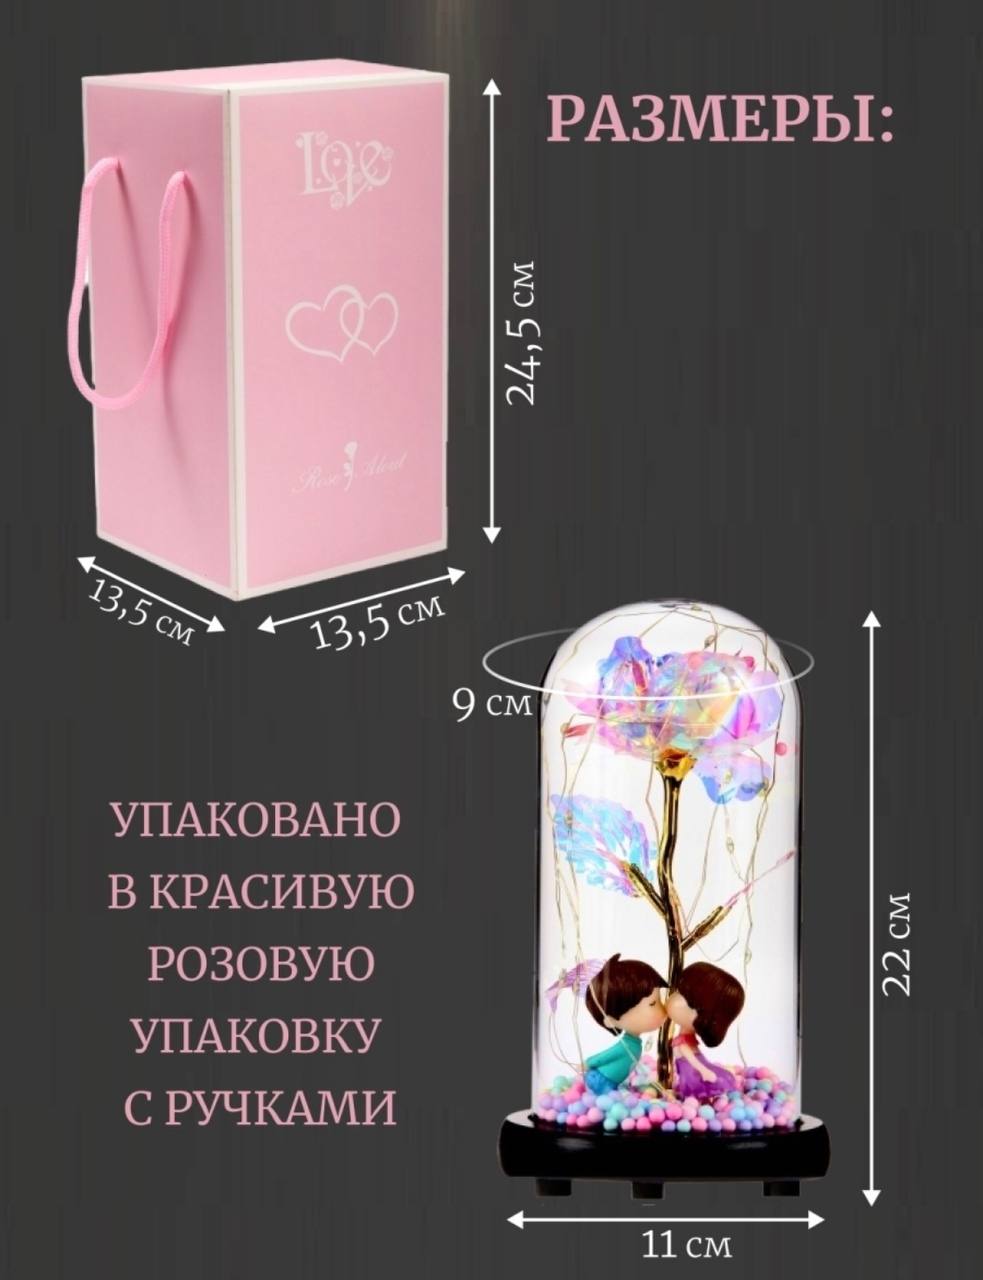 РАЗМЕРЫ:
Love
24,5 см
Rose Aloul
13,5 см
13,5 см
9 см
УПАКОВАНО
В КРАСИВУЮ
РОЗОВУЮ
УПАКОВКУ
С РУЧКАМИ
22 см
11 см